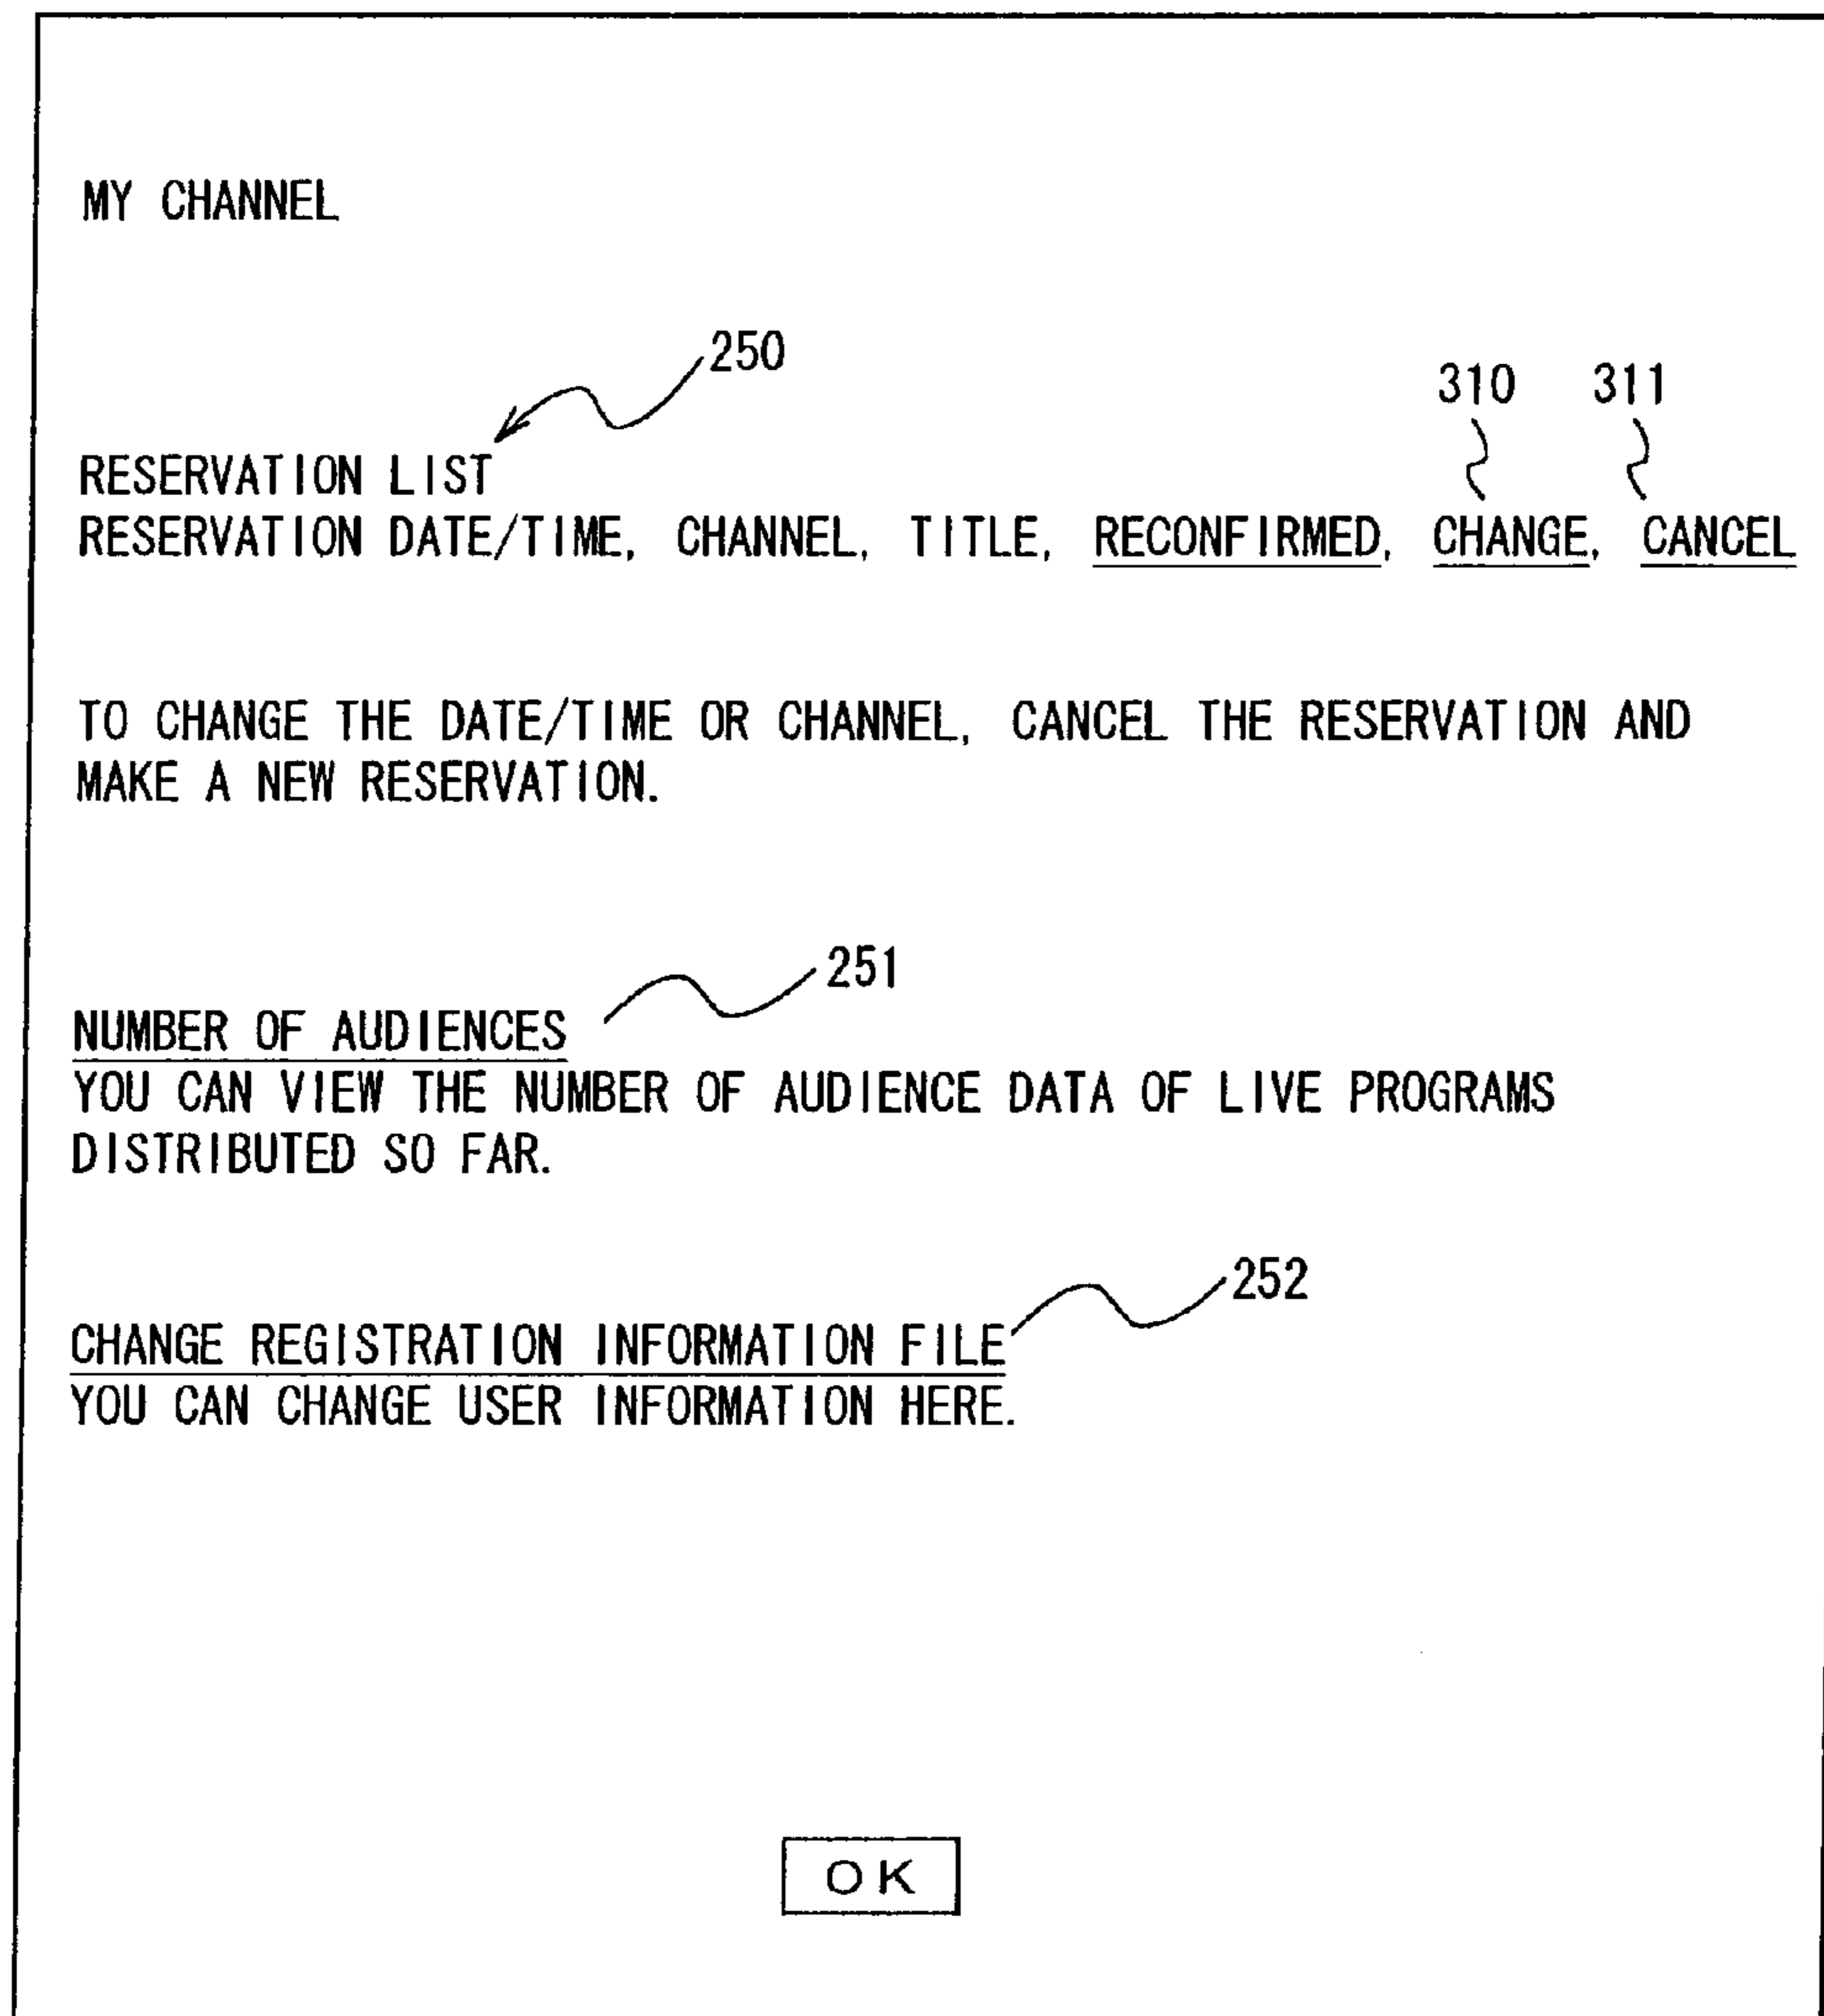 MY CHANNEL
250
310 311
RESERVATION LIST
RESERVATION DATE/TIME, CHANNEL, TITLE, RECONFIRMED, CHANGE, CANCEL
TO CHANGE THE DATE/TIME OR CHANNEL, CANCEL THE RESERVATION AND
MAKE A NEW RESERVATION.
251
NUMBER OF AUDIENCES
YOU CAN VIEW THE NUMBER OF AUDIENCE DATA OF LIVE PROGRAMS
DISTRIBUTED SO FAR.
252
CHANGE REGISTRATION INFORMATION FILE
YOU CAN CHANGE USER INFORMATION HERE.
OK